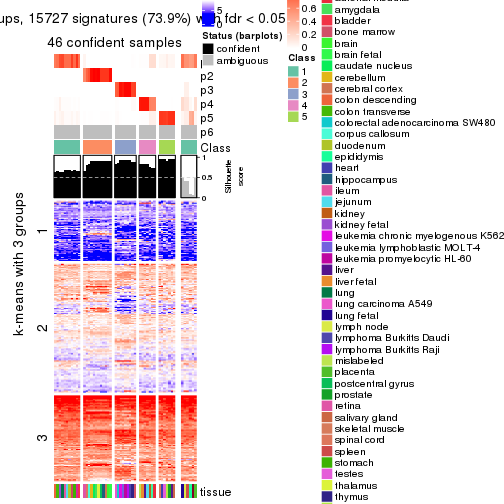 ups, 15727 signatures (73.9%) with fdr < 0.05
46 confident samples
p2
p3
p4
p5
p6
Class
1
0.5
0
Silhouette
score
k-means with 3 groups
1
2
3
tissue
5
0
Status (barplots)
confident
ambiguous
0.6
0.4
0.2
0
Class
1
2
3
4
5
amygdala
bladder
bone marrow
brain
brain fetal
caudate nucleus
cerebellum
cerebral cortex
colon descending
colon transverse
colorectal adenocarcinoma SW480
corpus callosum
duodenum
epididymis
heart
hippocampus
ileum
jejunum
kidney
kidney fetal
leukemia chronic myelogenous K562
leukemia lymphoblastic MOLT-4
leukemia promyelocytic HL-60
liver
liver fetal
lung
lung carcinoma A549
lung fetal
lymph node
lymphoma Burkitts Daudi
lymphoma Burkitts Raji
mislabeled
placenta
postcentral gyrus
prostate
retina
salivary gland
skeletal muscle
spinal cord
spleen
stomach
testes
thalamus
thymus